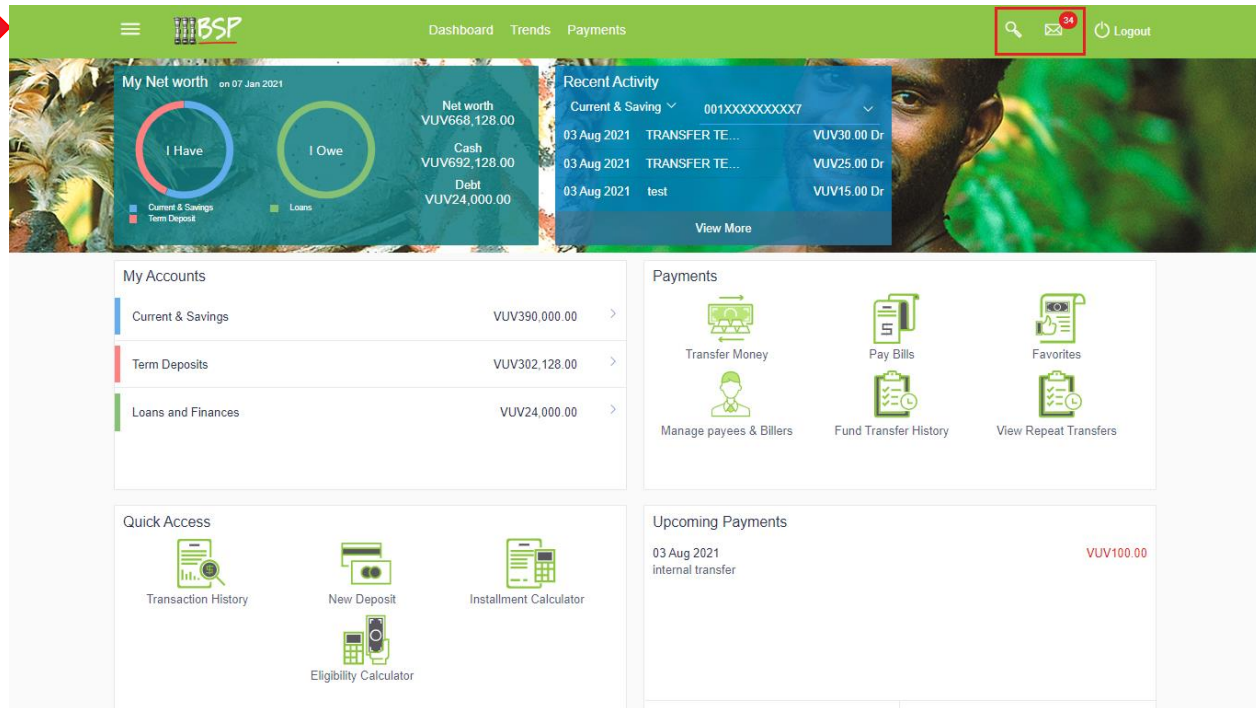 BSP
Dashboard Trends Payments
34
Logout
My Net worth on 07 Jan 2021
I Have
I Owe
Current & Savings
Term Deposit
Loans
Net worth
VUV668,128.00
Cash
VUV692,128.00
Debt
VUV24,000.00
Recent Activity
Current & Saving 001XXXXXXXXX7
03 Aug 2021 TRANSFER TE... VUV30.00 Dr
03 Aug 2021 TRANSFER TE... VUV25.00 Dr
03 Aug 2021 test VUV15.00 Dr
View More
My Accounts
Current & Savings VUV390,000.00
Term Deposits VUV302,128.00
Loans and Finances VUV24,000.00
Payments
Transfer Money Pay Bills Favorites
Manage payees & Billers Fund Transfer History View Repeat Transfers
Quick Access
Transaction History New Deposit Installment Calculator
Eligibility Calculator
Upcoming Payments
03 Aug 2021 VUV100.00
internal transfer